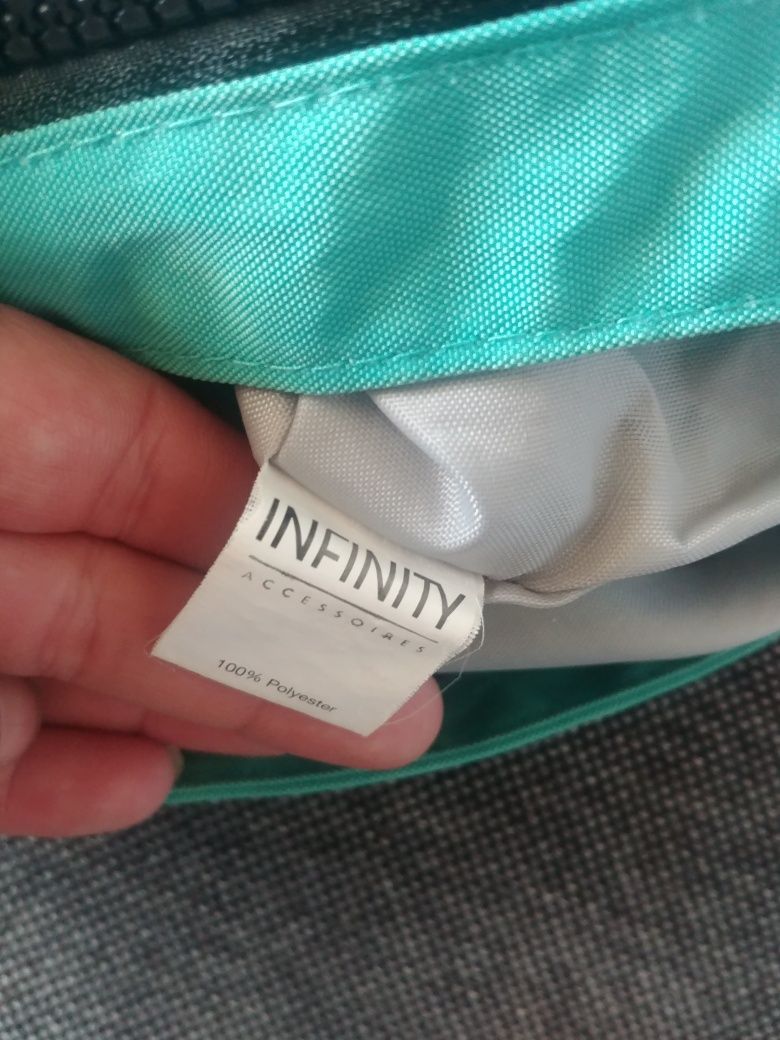 INFINITY
ACCESSOIRES
100% Polyester